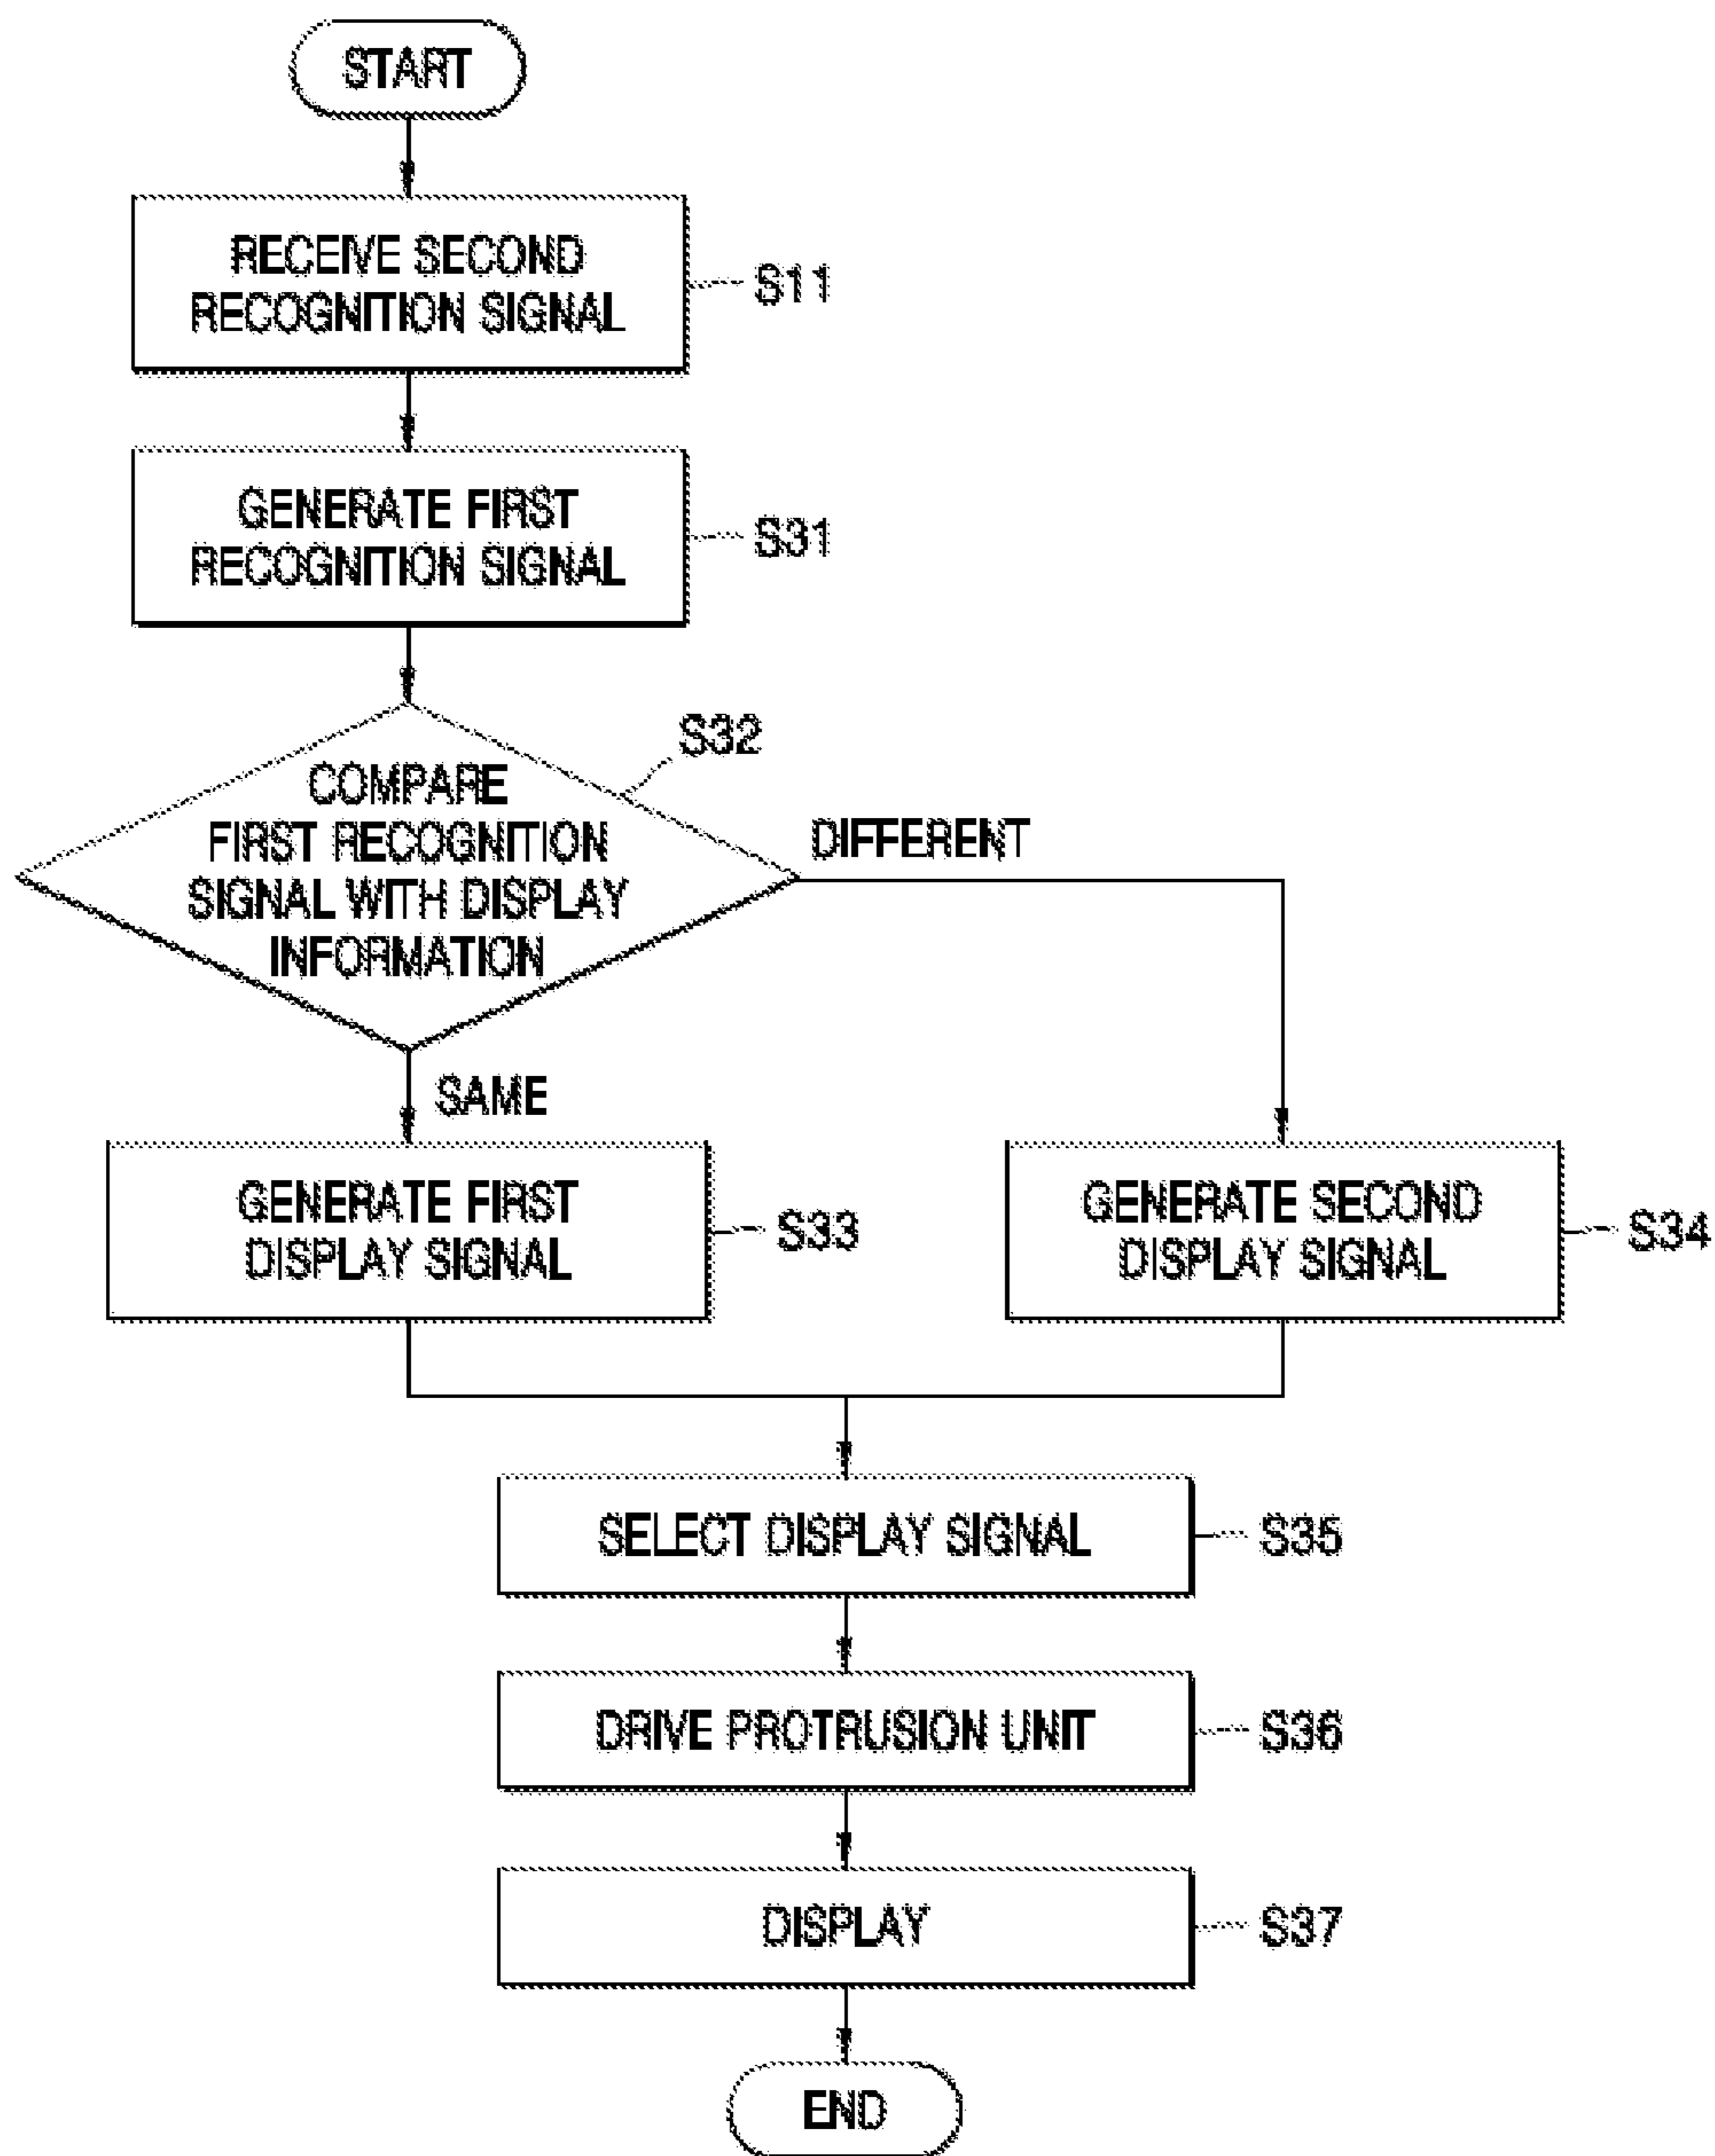 START
RECEIVE SECOND
RECOGNITION SIGNAL
S11
GENERATE FIRST
RECOGNITION SIGNAL
S31
S32
COMPARE
FIRST RECOGNITION
SIGNAL WITH DISPLAY
INFORMATION
DIFFERENT
SAME
GENERATE FIRST
DISPLAY SIGNAL
S33
GENERATE SECOND
DISPLAY SIGNAL
S34
SELECT DISPLAY SIGNAL
S35
DRIVE PROTRUSION UNIT
S36
DISPLAY
S37
END